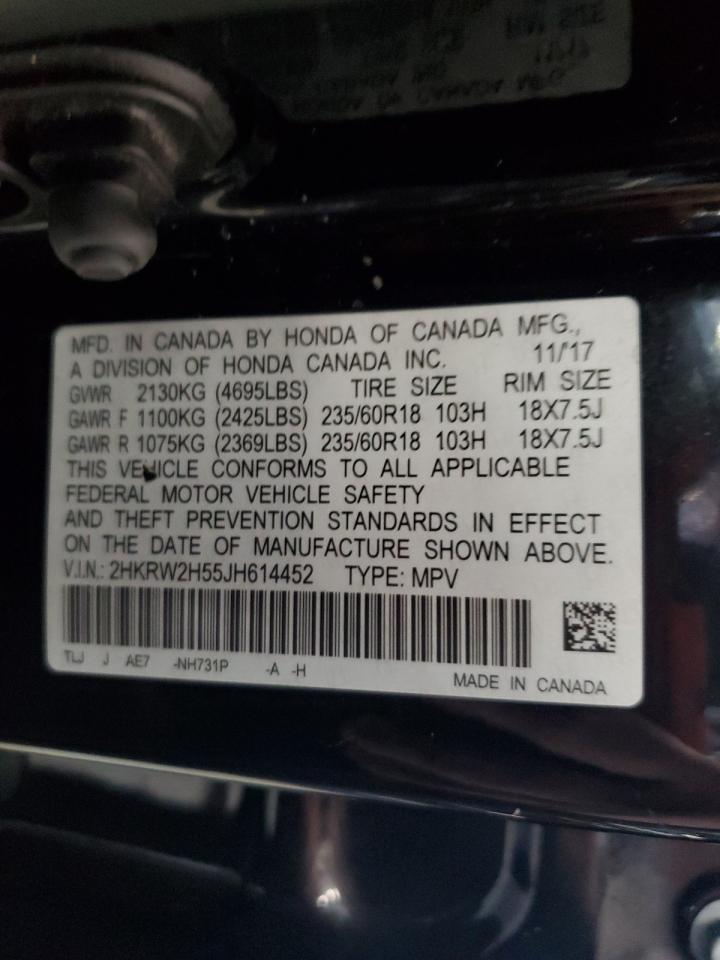 MFD. IN CANADA BY HONDA OF CANADA MFG.,
A DIVISION OF HONDA CANADA INC. 11/'17
GVWR 2130KG (4695LBS) TIRE SIZE RIM SIZE
GAWR F 1100KG (2425LBS) 235/60R18 103H 18X7.5J
GAWR R 1075KG (2369LBS) 235/60R18 103H 18X7.5J
THIS VEHICLE CONFORMS TO ALL APPLICABLE
FEDERAL MOTOR VEHICLE SAFETY
AND THEFT PREVENTION STANDARDS IN EFFECT
ON THE DATE OF MANUFACTURE SHOWN ABOVE.
V.I.N.: 2HKRW2H55JH614452 TYPE: MPV
TLJ J AE7 -NH731P -A -H
MADE IN CANADA